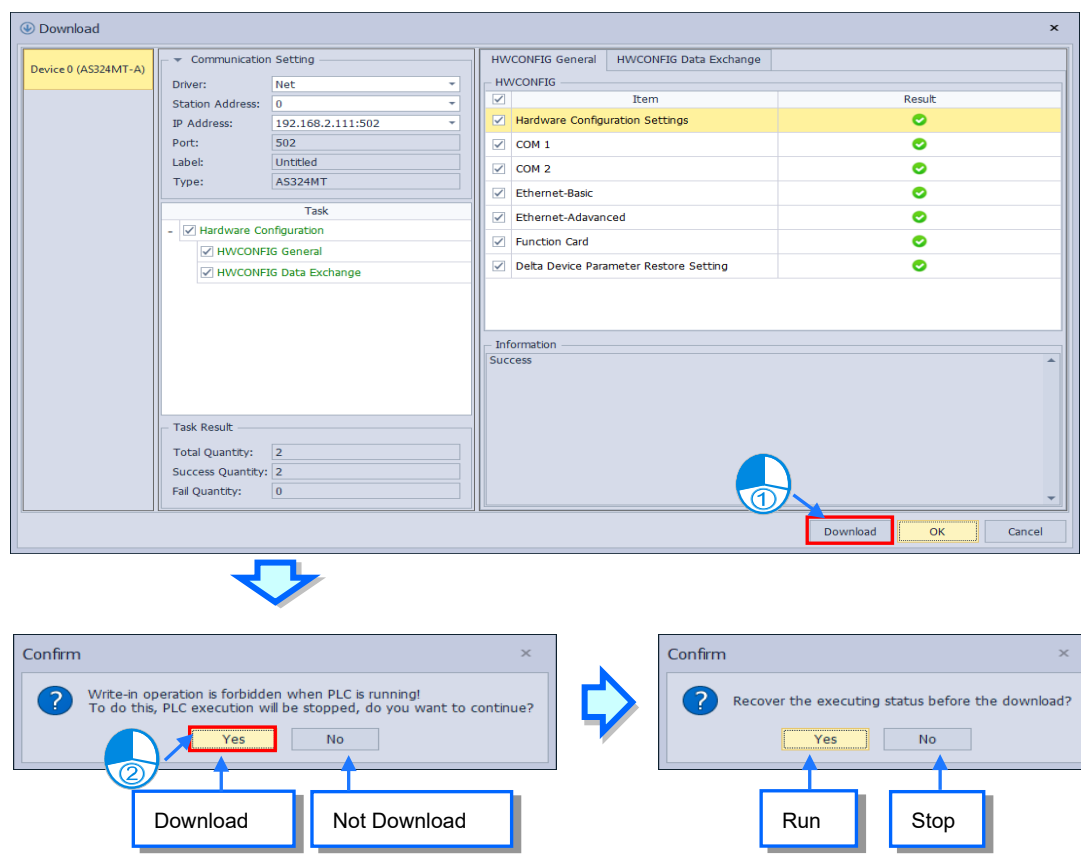 Download
Device 0 (AS324MT-A)
Communication Setting
Driver: Net
Station Address: 0
IP Address: 192.168.2.111:502
Port: 502
Label: Untitled
Type: AS324MT
Task
Hardware Configuration
HWCONFIG General
HWCONFIG Data Exchange
Task Result
Total Quantity: 2
Success Quantity: 2
Fail Quantity: 0
HWCONFIG General HWCONFIG Data Exchange
HWCONFIG
Item Result
Hardware Configuration Settings
COM 1
COM 2
Ethernet-Basic
Ethernet-Adavanced
Function Card
Delta Device Parameter Restore Setting
Information
Success
1
Download OK Cancel
Confirm
Write-in operation is forbidden when PLC is running!
To do this, PLC execution will be stopped, do you want to continue?
Yes No
2
Download Not Download
Confirm
Recover the executing status before the download?
Yes No
Run Stop